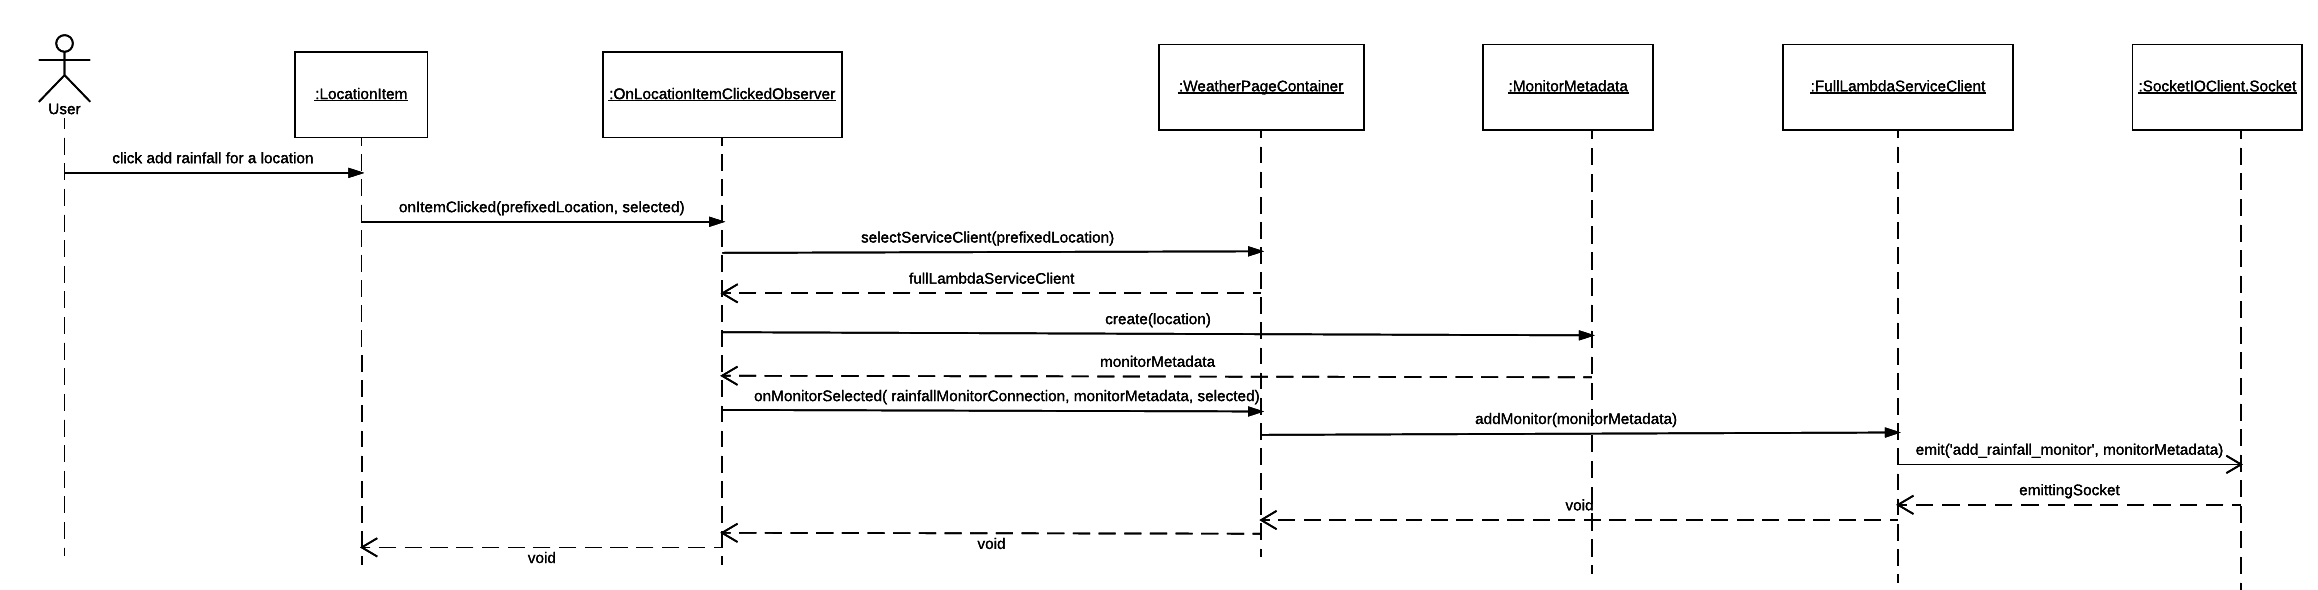 User
:LocationItem
:OnLocationItemClickedObserver
:WeatherPageContainer
:MonitorMetadata
:FullLambdaServiceClient
:SocketIOClient.Socket
click add rainfall for a location
onItemClicked(prefixedLocation, selected)
selectServiceClient(prefixedLocation)
fullLambdaServiceClient
create(location)
monitorMetadata
onMonitorSelected( rainfallMonitorConnection, monitorMetadata, selected)
addMonitor(monitorMetadata)
emit('add_rainfall_monitor', monitorMetadata)
emittingSocket
void
void
void